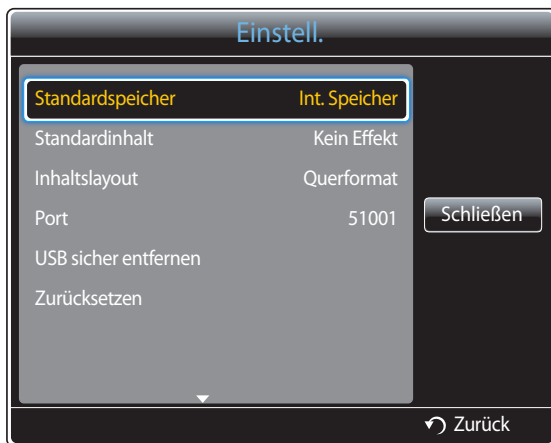 Einstell.
Standardspeicher Int. Speicher
Standardinhalt Kein Effekt
Inhaltslayout Querformat
Port 51001
Schließen
USB sicher entfernen
Zurücksetzen
Zurück